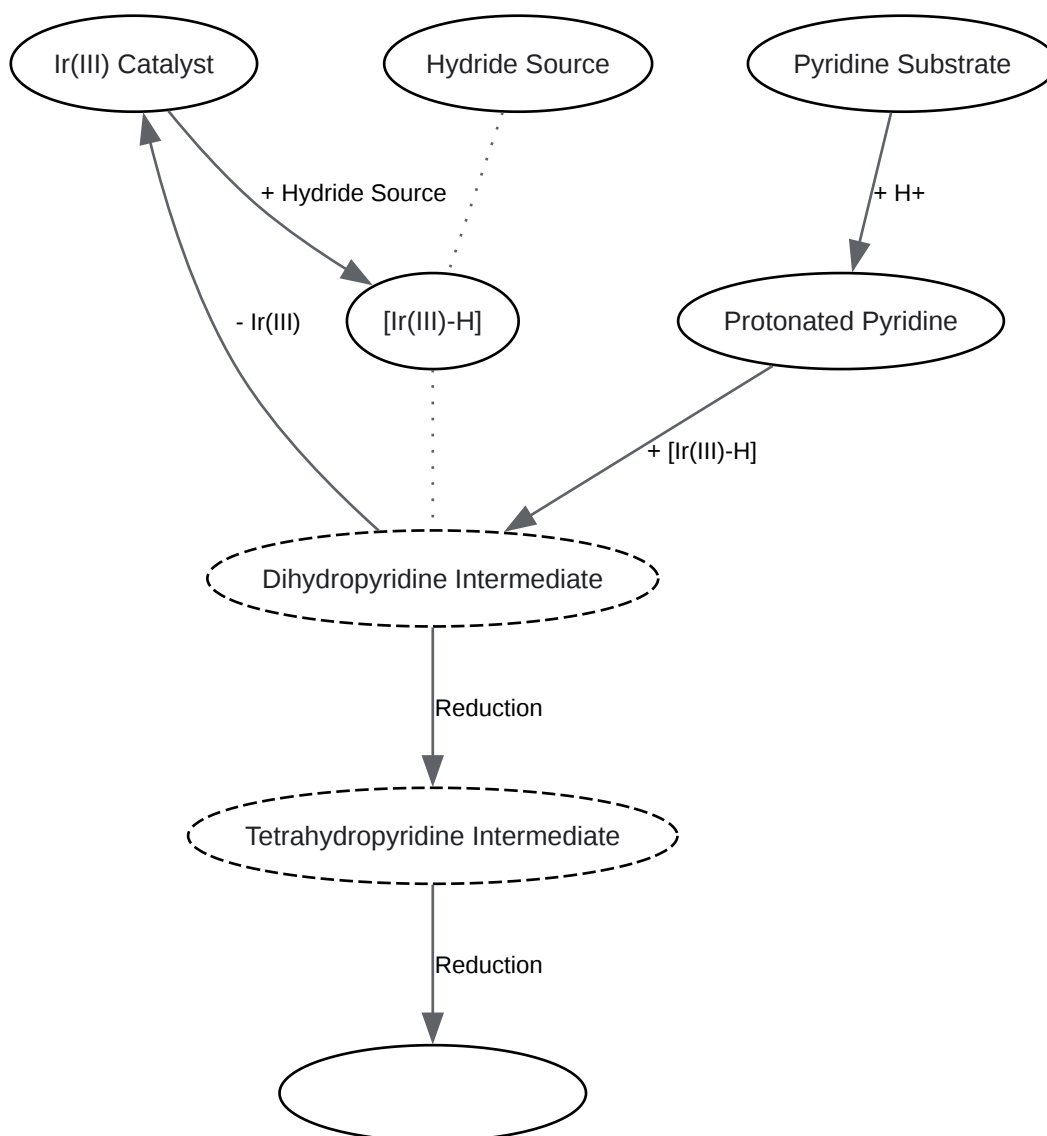 Ir(III) Catalyst
Hydride Source
Pyridine Substrate
+ Hydride Source
+ H+
- Ir(III)
[Ir(III)-H]
Protonated Pyridine
+ [Ir(III)-H]
Dihydropyridine Intermediate
Reduction
Tetrahydropyridine Intermediate
Reduction